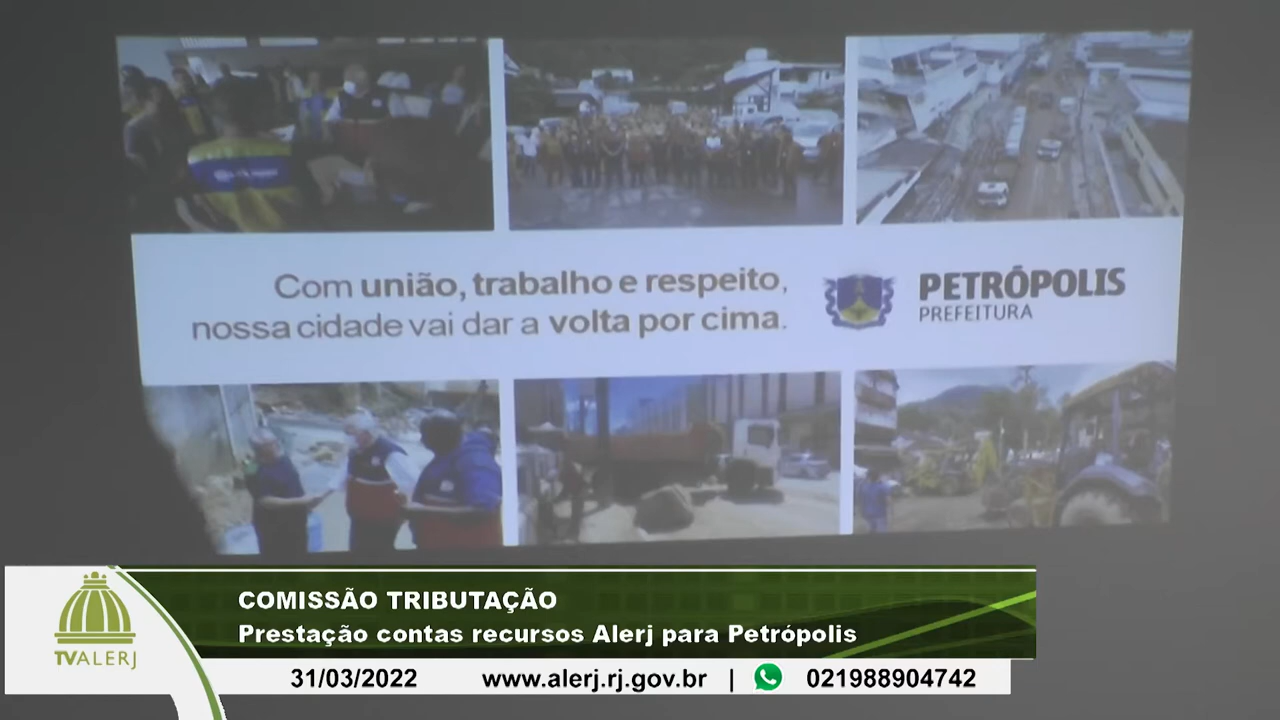 Com união, trabalho e respeito,
nossa cidade vai dar a volta por cima.
PETRÓPOLIS
PREFEITURA
COMISSÃO TRIBUTAÇÃO
Prestação contas recursos Alerj para Petrópolis
TVALERJ
31/03/2022 www.alerj.rj.gov.br | 021988904742